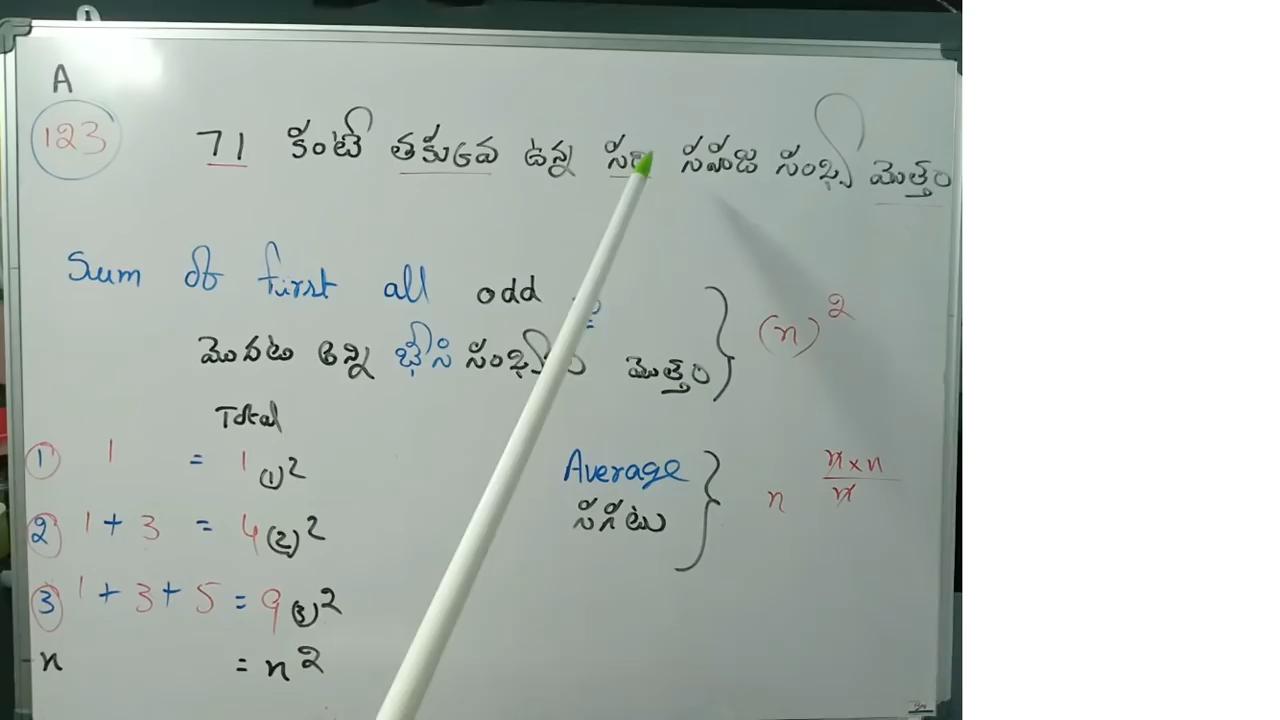 A
123
71 కంటే తకువ ఉన్న సరి సహజ సంఖ్య మొత్తం
Sum of first all odd
మొదట అన్ని బేసి మొత్తం
(n)2
Total
1 1 = 1 (1)2
2 1 + 3 = 4 (2)2
3 1 + 3 + 5 = 9 (3)2
n = n2
Average
సగటు
n n x n
n